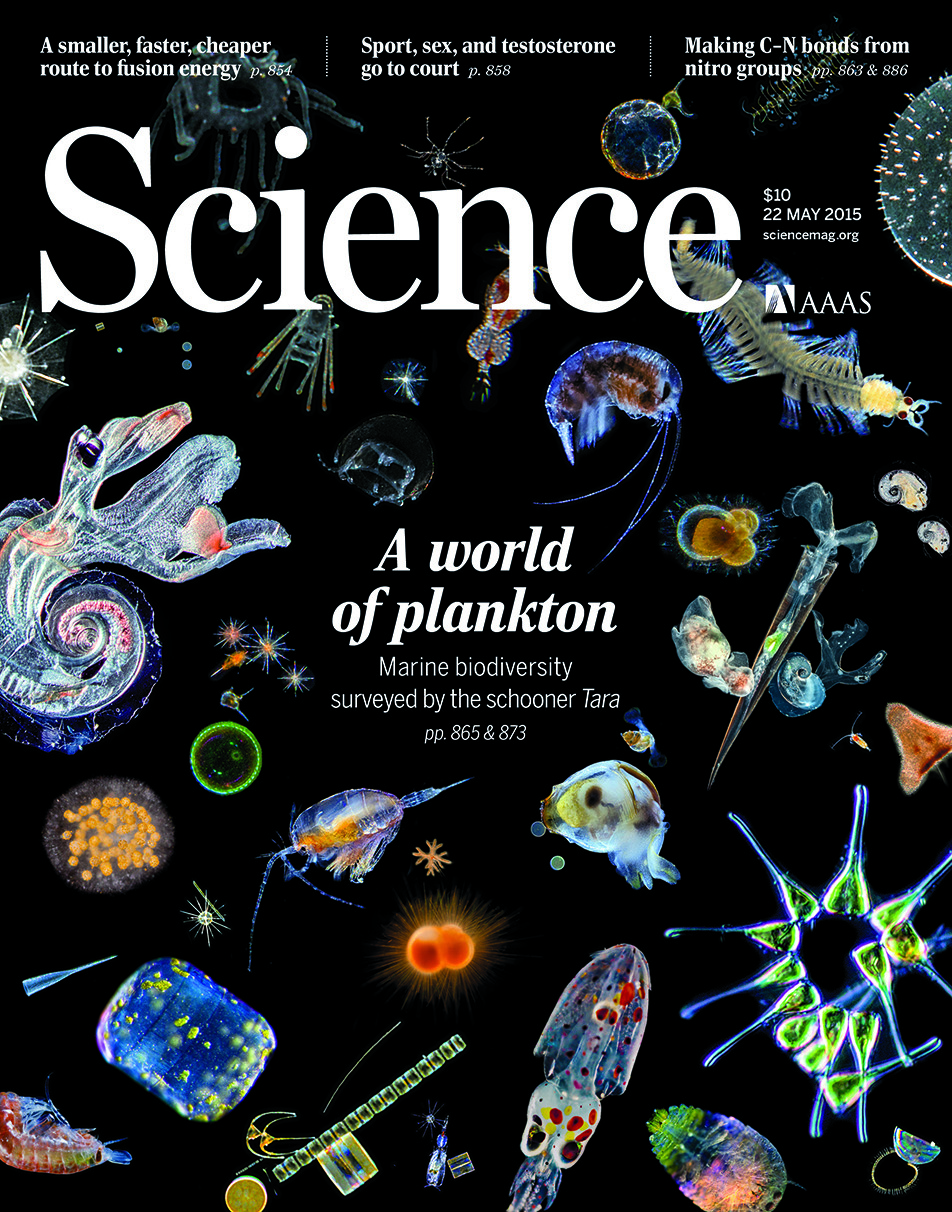 A smaller, faster, cheaper
route to fusion energy p. 854
Sport, sex, and testosterone
go to court p. 858
Making C–N bonds from
nitro groups pp. 863 & 886
Science
$10
22 MAY 2015
sciencemag.org
AAAS
A world
of plankton
Marine biodiversity
surveyed by the schooner Tara
pp. 865 & 873